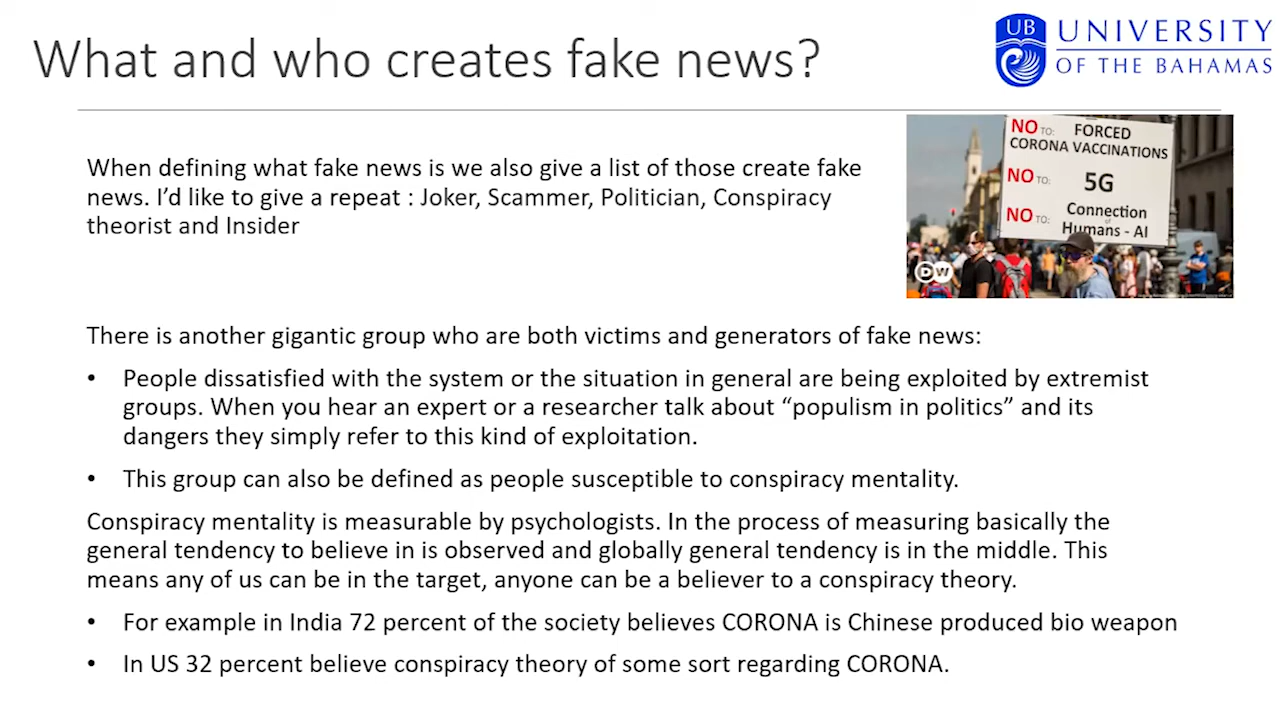 What and who creates fake news?
UB
UNIVERSITY
OF THE BAHAMAS
When defining what fake news is we also give a list of those create fake
news. I’d like to give a repeat : Joker, Scammer, Politician, Conspiracy
theorist and Insider
NO TO: FORCED
CORONA VACCINATIONS
NO TO: 5G
NO TO: Connection
of
Humans - AI
DW
There is another gigantic group who are both victims and generators of fake news:
• People dissatisfied with the system or the situation in general are being exploited by extremist
groups. When you hear an expert or a researcher talk about “populism in politics” and its
dangers they simply refer to this kind of exploitation.
• This group can also be defined as people susceptible to conspiracy mentality.
Conspiracy mentality is measurable by psychologists. In the process of measuring basically the
general tendency to believe in is observed and globally general tendency is in the middle. This
means any of us can be in the target, anyone can be a believer to a conspiracy theory.
• For example in India 72 percent of the society believes CORONA is Chinese produced bio weapon
• In US 32 percent believe conspiracy theory of some sort regarding CORONA.